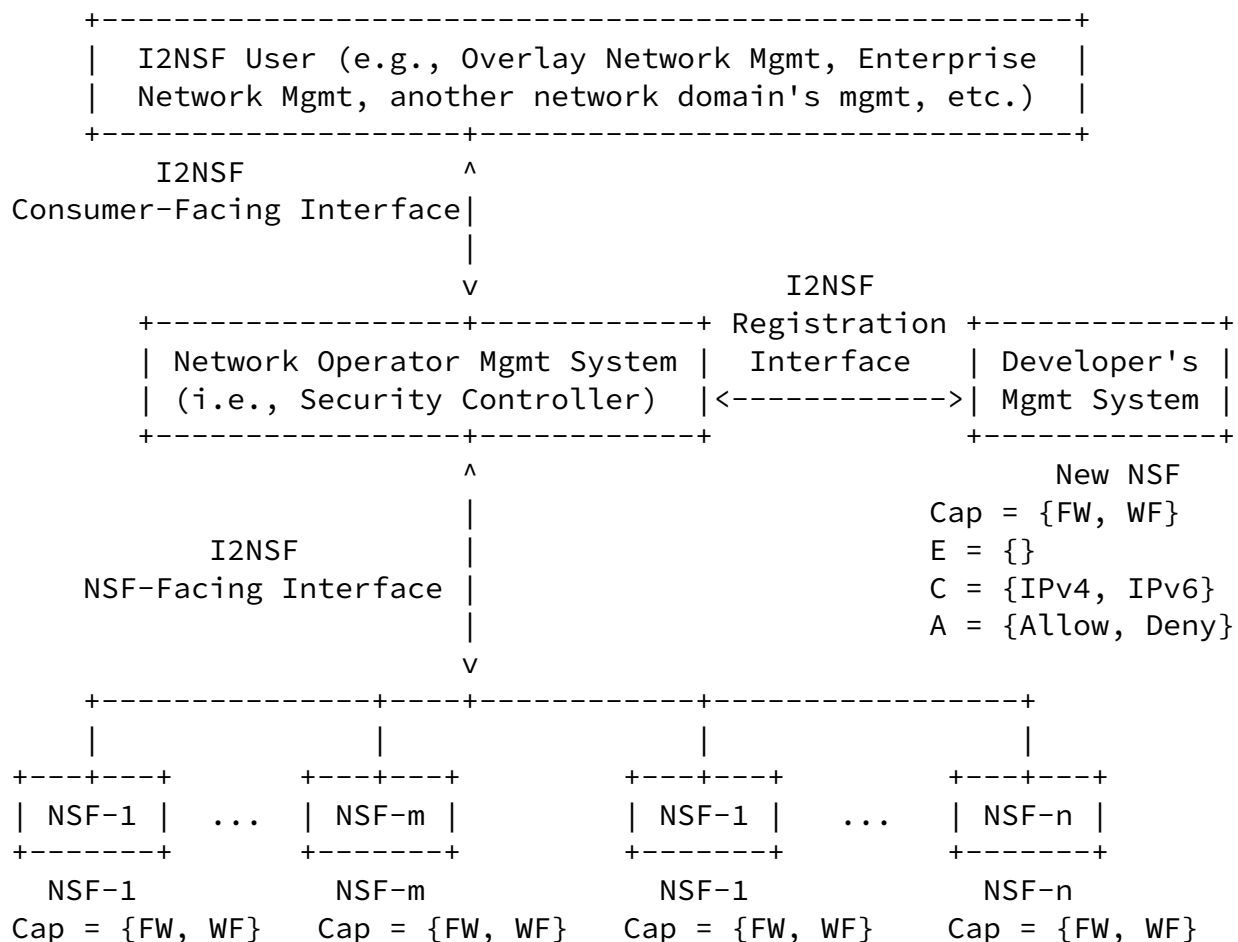 I2NSF User (e.g., Overlay Network Mgmt, Enterprise
Network Mgmt, another network domain's mgmt, etc.)
I2NSF
Consumer-Facing Interface
I2NSF
Registration
Interface
Network Operator Mgmt System
(i.e., Security Controller)
Developer's
Mgmt System
New NSF
Cap = {FW, WF}
E = {}
C = {IPv4, IPv6}
A = {Allow, Deny}
I2NSF
NSF-Facing Interface
NSF-1 ... NSF-m NSF-1 ... NSF-n
NSF-1 NSF-m NSF-1 NSF-n
Cap = {FW, WF} Cap = {FW, WF} Cap = {FW, WF} Cap = {FW, WF}